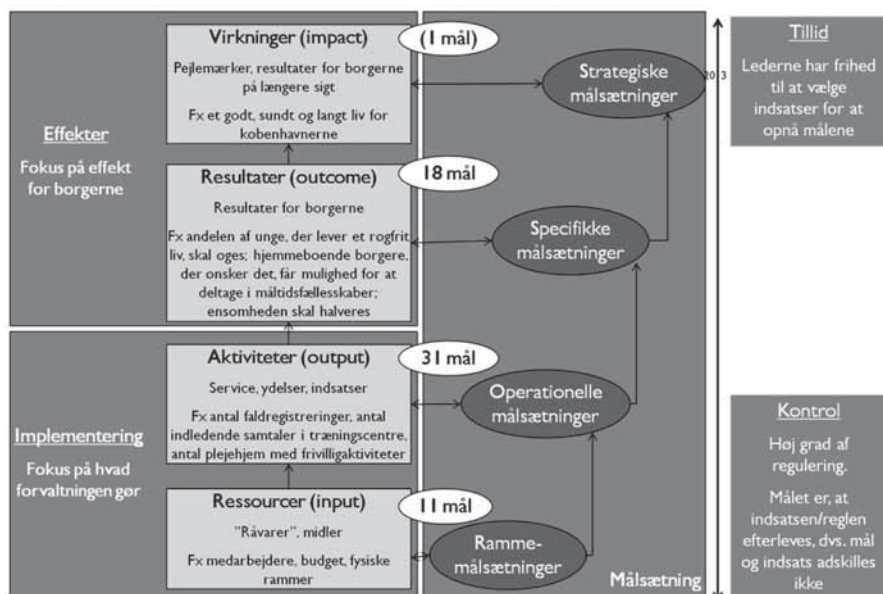 Virkninger (impact)
(1 mål)
Pejlemærker, resultater for borgerne
på længere sigt
Fx et godt, sundt og langt liv for
kobenhavnerne
Effekter
Fokus på effekt
for borgerne
Resultater (outcome)
18 mål
Resultater for borgerne
Fx andelen af unge, der lever et rogfrit
liv, skal oges; hjemmeboende borgere,
der onsker det, får mulighed for at
deltage i måltidsfællesskaber;
ensomheden skal halveres
Aktiviteter (output)
31 mål
Service, ydelser, indsatser
Fx antal faldregistreringer, antal
indledende samtaler i træningscentre,
antal plejehjem med frivilligaktiviteter
Implementering
Fokus på hvad
forvaltningen gør
Ressourcer (input)
11 mål
"Råvarer", midler
Fx medarbejdere, budget, fysiske
rammer
Strategiske
målsætninger
Specifikke
målsætninger
Operationelle
målsætninger
Ramme-
målsætninger
Målsætning
Tillid
Lederne har frihed
til at vælge
indsatser for at
opnå målene
Kontrol
Høj grad af
regulering.
Målet er, at
indsatsen/reglen
efterleves, dvs. mål
og indsats adskilles
ikke